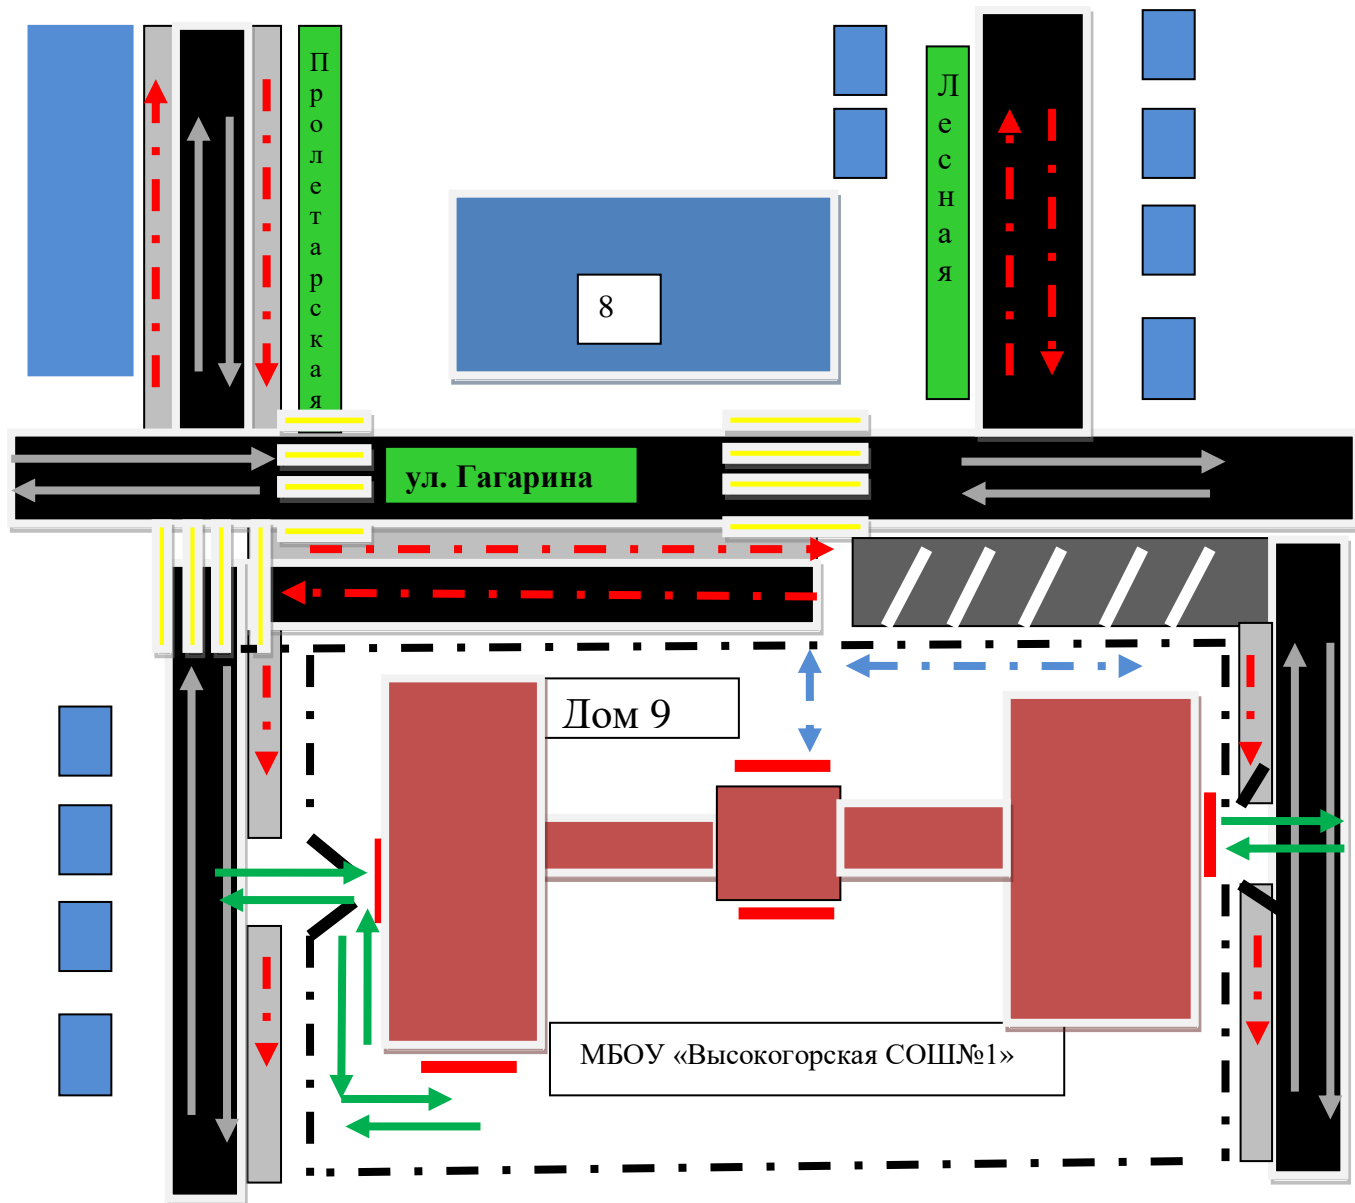 Пролетарская
Лесная
8
ул. Гагарина
Дом 9
МБОУ «Высокогорская СОШ№1»